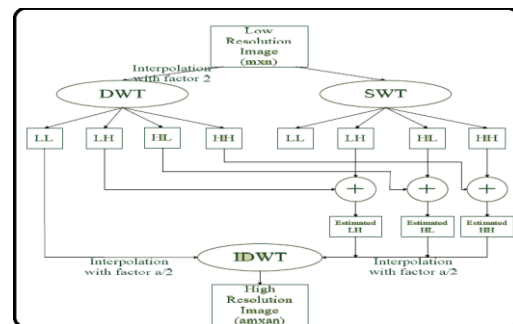 Low
Resolution
Image
(mxn)
Interpolation
with factor 2
DWT
SWT
LL
LH
HL
HH
LL
LH
HL
HH
+
+
+
Estimated
LH
Estimated
HL
Estimated
HH
Interpolation
with factor a/2
IDWT
Interpolation
with factor a/2
High
Resolution
Image
(amxan)